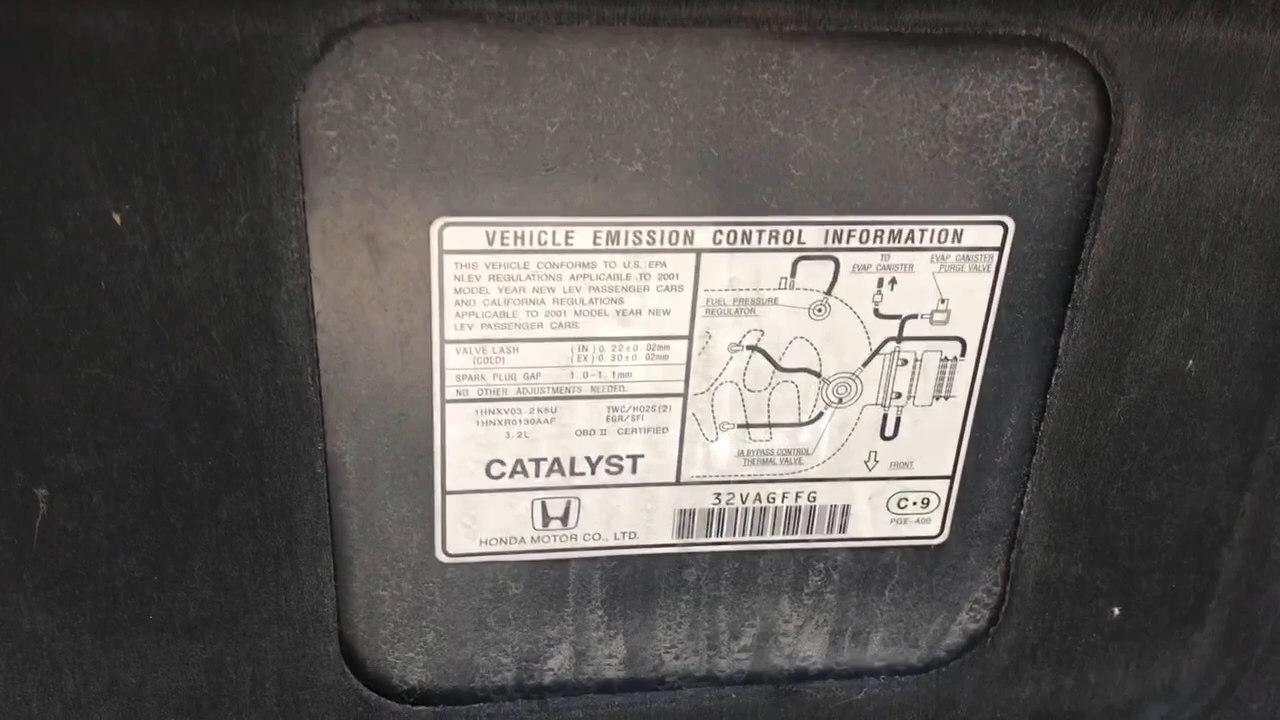 VEHICLE EMISSION CONTROL INFORMATION
THIS VEHICLE CONFORMS TO U.S. EPA
NLEV REGULATIONS APPLICABLE TO 2001
MODEL YEAR NEW LEV PASSENGER CARS
AND CALIFORNIA REGULATIONS
APPLICABLE TO 2001 MODEL YEAR NEW
LEV PASSENGER CARS.
VALVE LASH (IN) 0.22±0.02mm
(COLD) (EX) 0.30±0.02mm
SPARK PLUG GAP 1.0-1.1mm
NO OTHER ADJUSTMENTS NEEDED.
1HNXV03.2K5U TWC/HO2S(2)
1HNXR0130AAF EGR/SFI
3.2L OBD II CERTIFIED
CATALYST
TO
EVAP CANISTER
EVAP CANISTER
PURGE VALVE
FUEL PRESSURE
REGULATOR
IA BYPASS CONTROL
THERMAL VALVE
FRONT
HONDA MOTOR CO., LTD.
32VAGFFG
C·9
PGE-A00